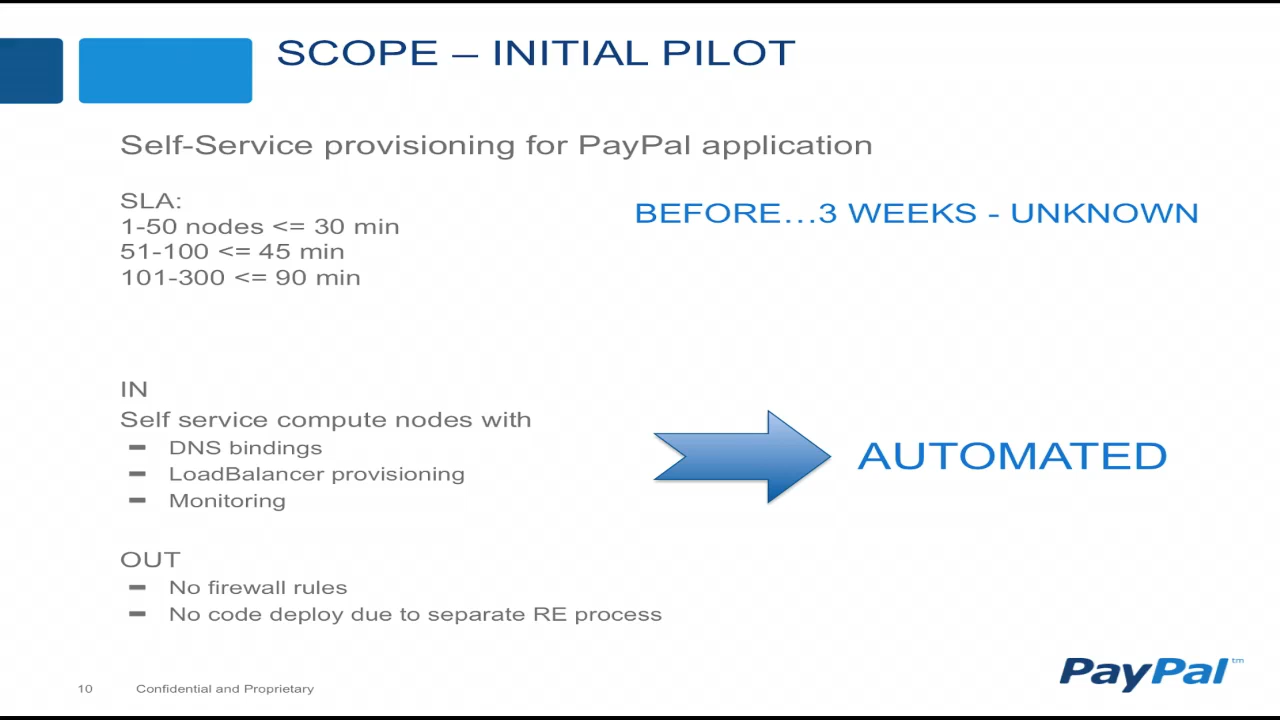 SCOPE – INITIAL PILOT
Self-Service provisioning for PayPal application
SLA:
1-50 nodes <= 30 min
51-100 <= 45 min
101-300 <= 90 min
BEFORE...3 WEEKS - UNKNOWN
IN
Self service compute nodes with
– DNS bindings
– LoadBalancer provisioning
– Monitoring
AUTOMATED
OUT
– No firewall rules
– No code deploy due to separate RE process
10 Confidential and Proprietary
PayPal™